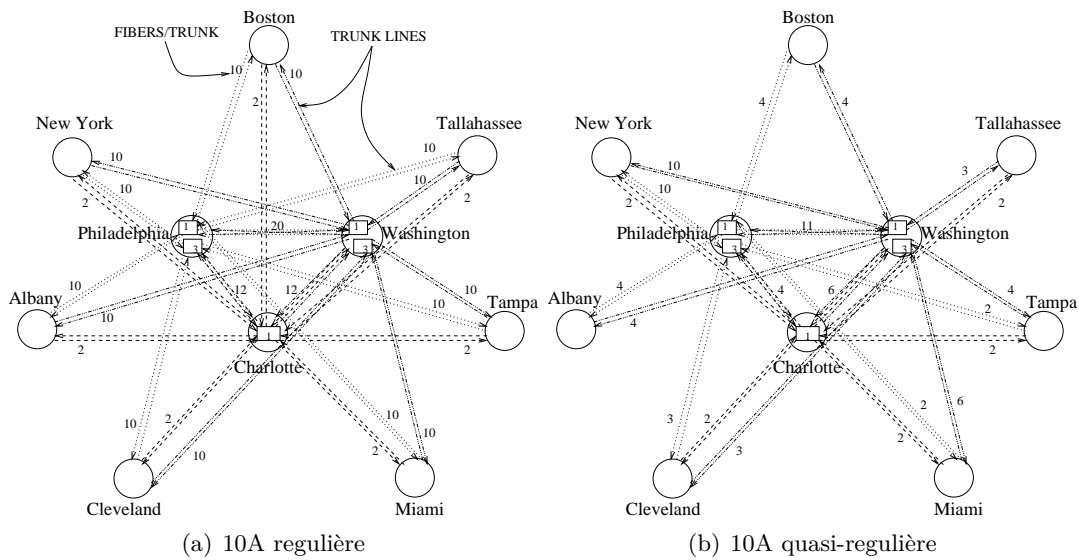 Boston
FIBERS/TRUNK
TRUNK LINES
10
10
2
New York
Tallahassee
10
10
10
10
2
2
Philadelphia
1
3
20
1
3
Washington
12
12
10
10
10
10
Albany
Tampa
2
1
2
Charlotte
2
10
10
10
2
Cleveland
Miami
(a) 10A regulière
Boston
4
4
New York
Tallahassee
10
10
3
2
2
Philadelphia
1
3
11
1
3
Washington
4
6
4
4
4
2
Albany
Tampa
1
2
Charlotte
3
2
2
6
3
2
Cleveland
Miami
(b) 10A quasi-regulière